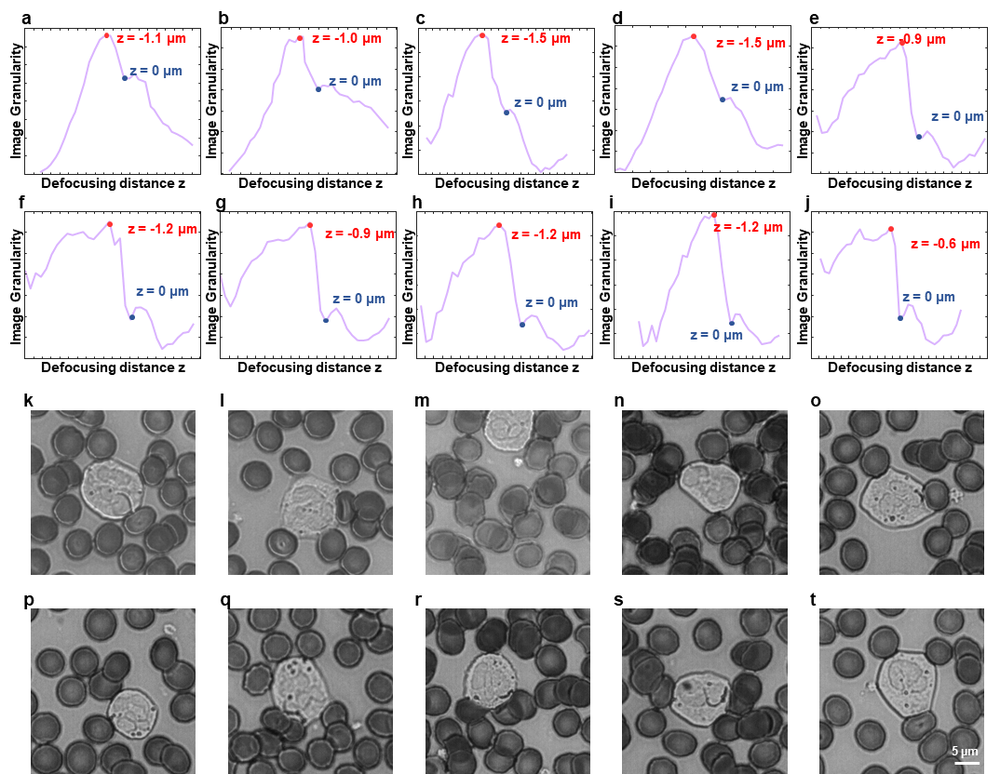 a
b
c
d
e
Image Granularity
z = -1.1 µm
z = 0 µm
Defocusing distance z
Image Granularity
z = -1.0 µm
z = 0 µm
Defocusing distance z
Image Granularity
z = -1.5 µm
z = 0 µm
Defocusing distance z
Image Granularity
z = -1.5 µm
z = 0 µm
Defocusing distance z
Image Granularity
z = -0.9 µm
z = 0 µm
Defocusing distance z
f
g
h
i
j
Image Granularity
z = -1.2 µm
z = 0 µm
Defocusing distance z
Image Granularity
z = -0.9 µm
z = 0 µm
Defocusing distance z
Image Granularity
z = -1.2 µm
z = 0 µm
Defocusing distance z
Image Granularity
z = -1.2 µm
z = 0 µm
Defocusing distance z
Image Granularity
z = -0.6 µm
z = 0 µm
Defocusing distance z
k
l
m
n
o
p
q
r
s
t
5 µm